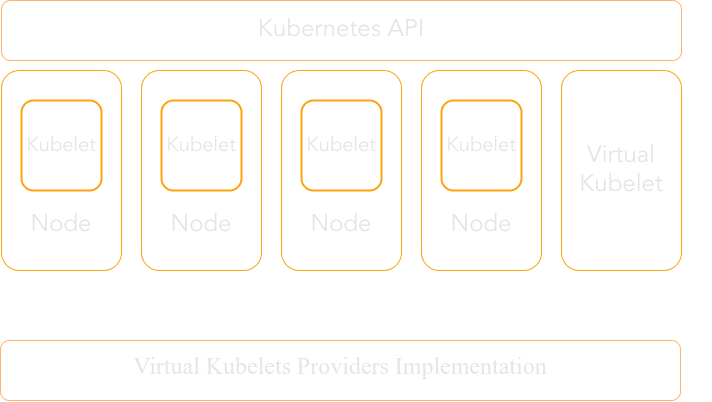 Kubernetes API
Kubelet
Kubelet
Kubelet
Kubelet
Virtual
Kubelet
Node
Node
Node
Node
Virtual Kubelets Providers Implementation